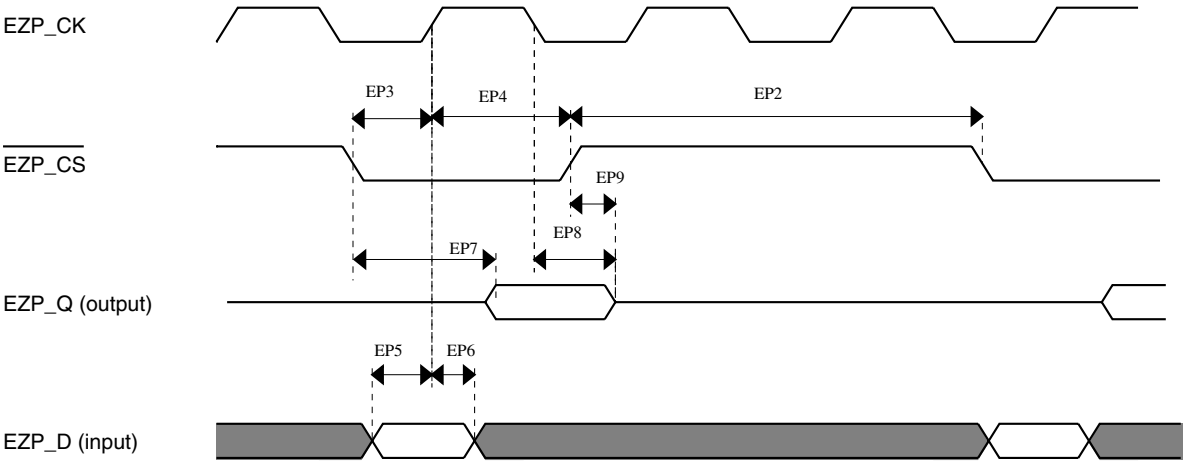 EZP_CK
EP3
EP4
EP2
EZP_CS
EP9
EP8
EP7
EZP_Q (output)
EP5
EP6
EZP_D (input)